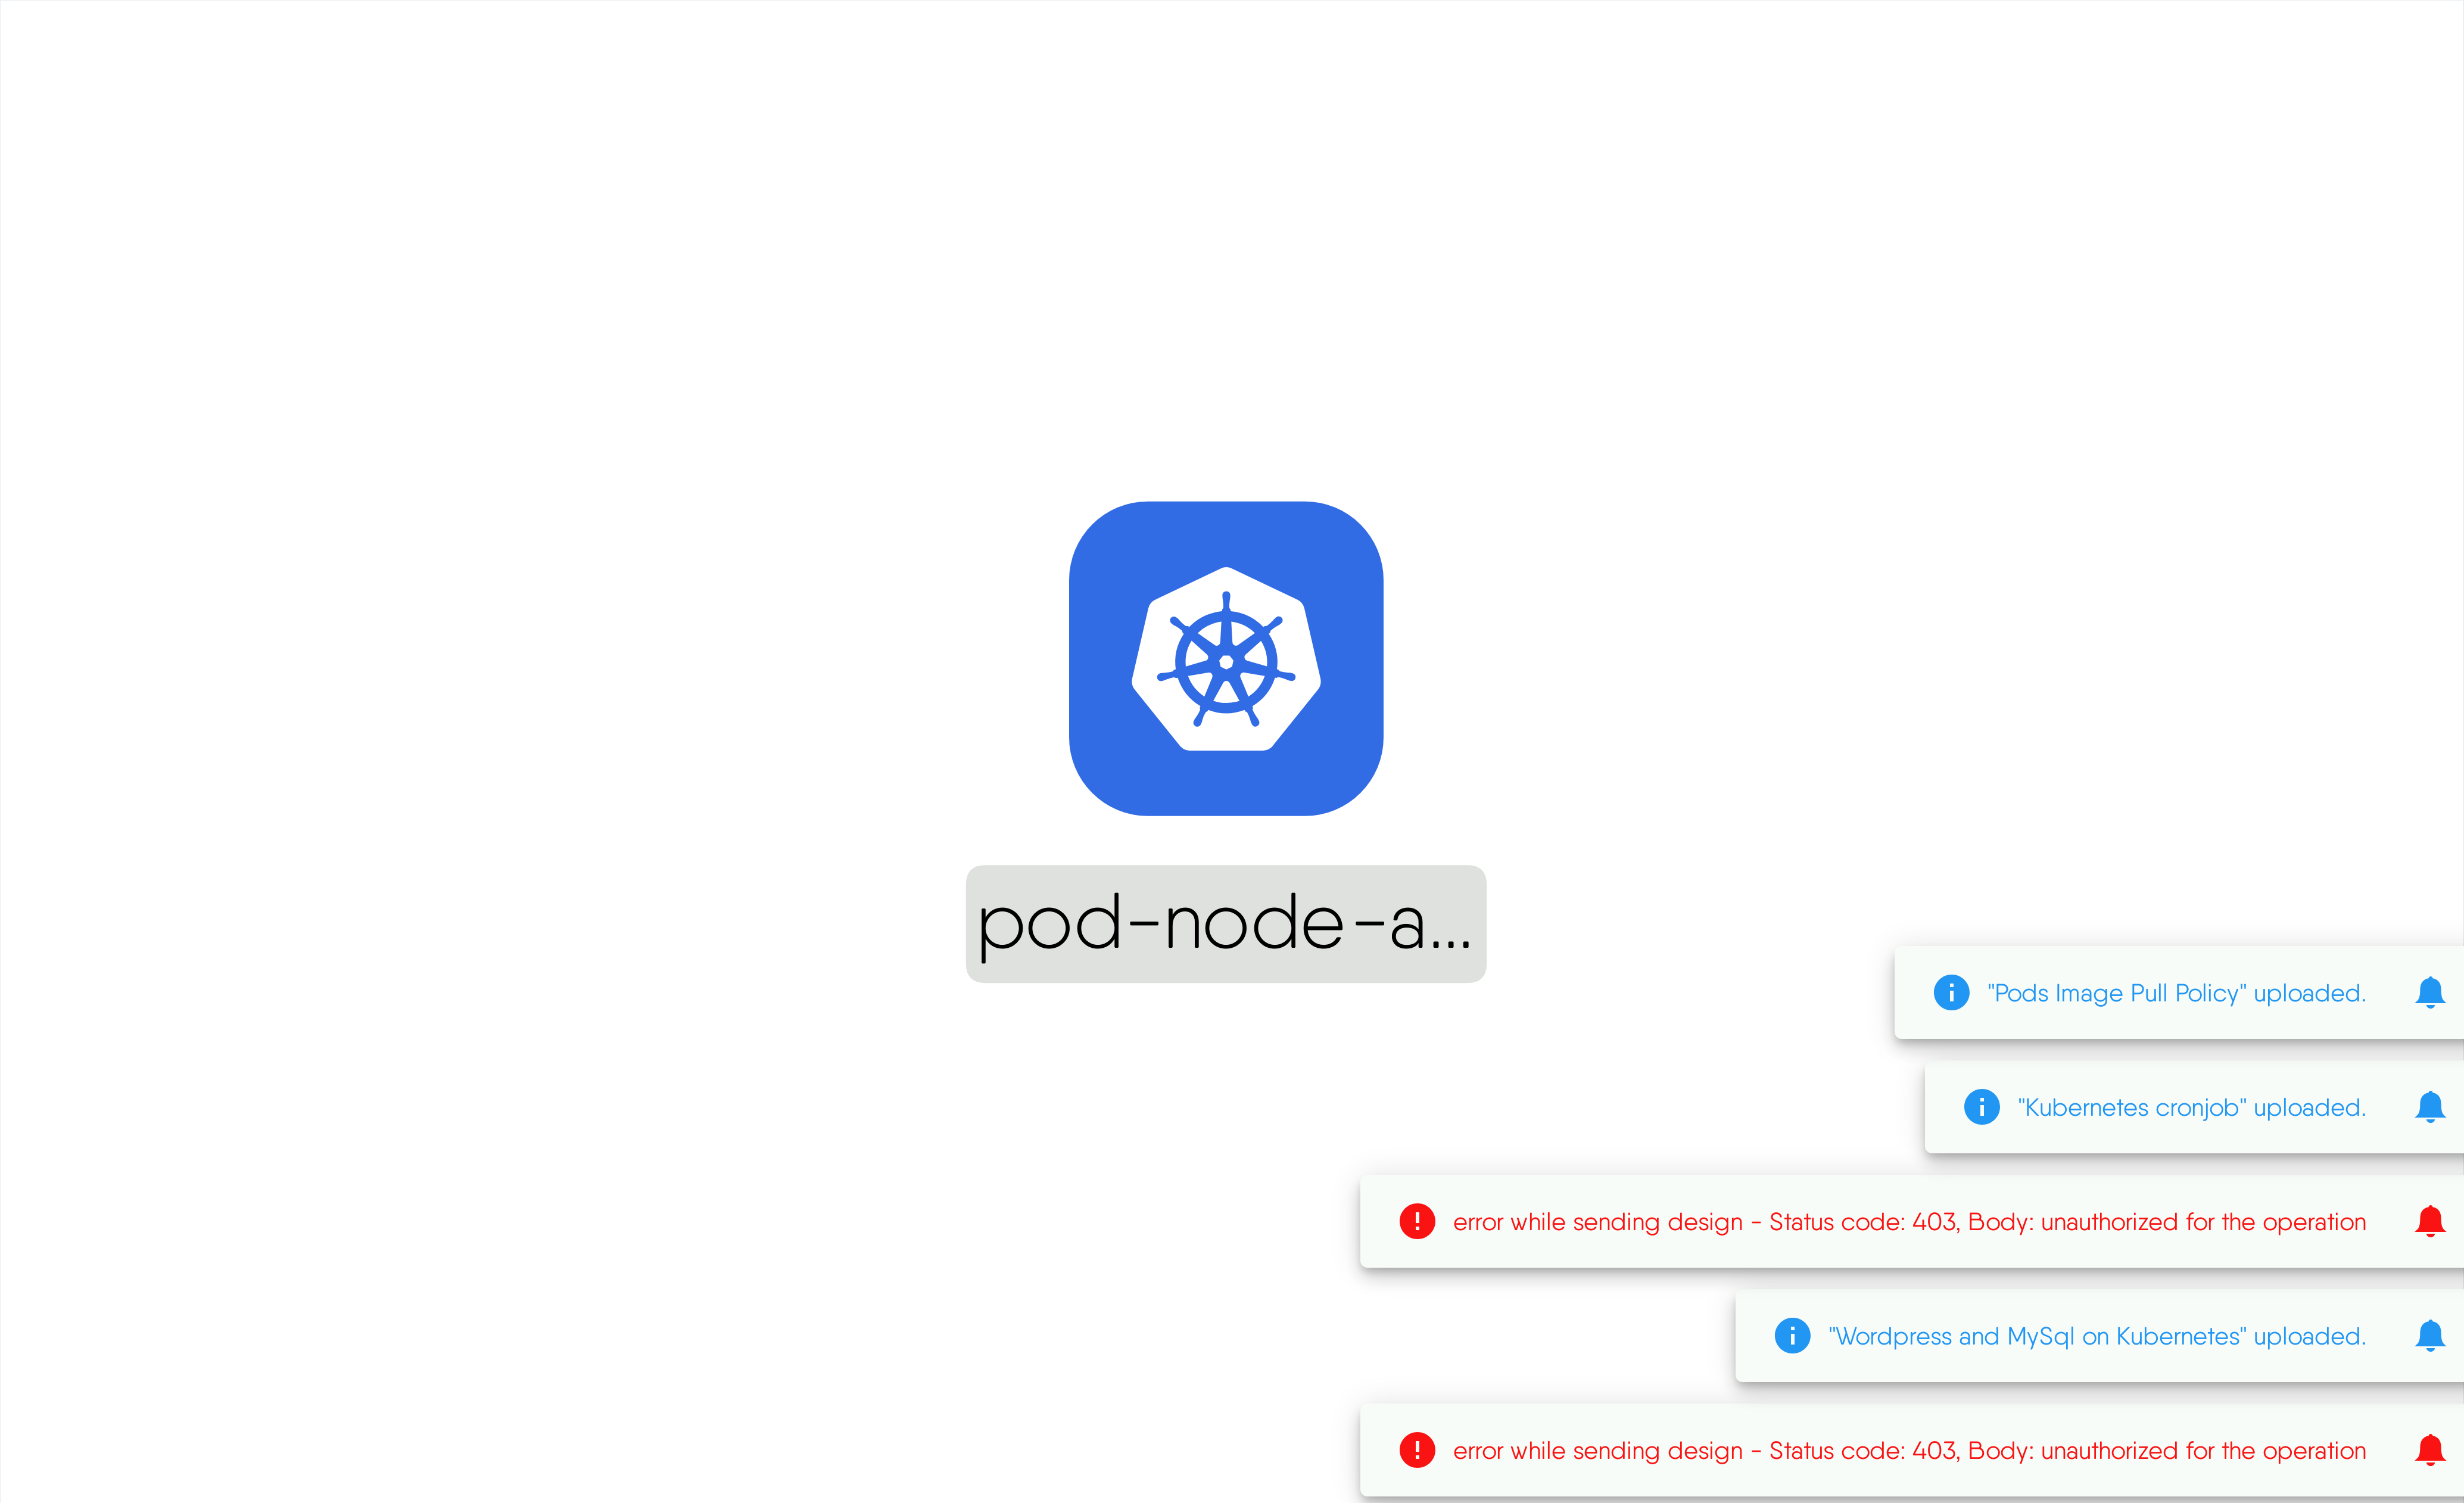 pod-node-a...
"Pods Image Pull Policy" uploaded.
"Kubernetes cronjob" uploaded.
error while sending design - Status code: 403, Body: unauthorized for the operation
"Wordpress and MySql on Kubernetes" uploaded.
error while sending design - Status code: 403, Body: unauthorized for the operation